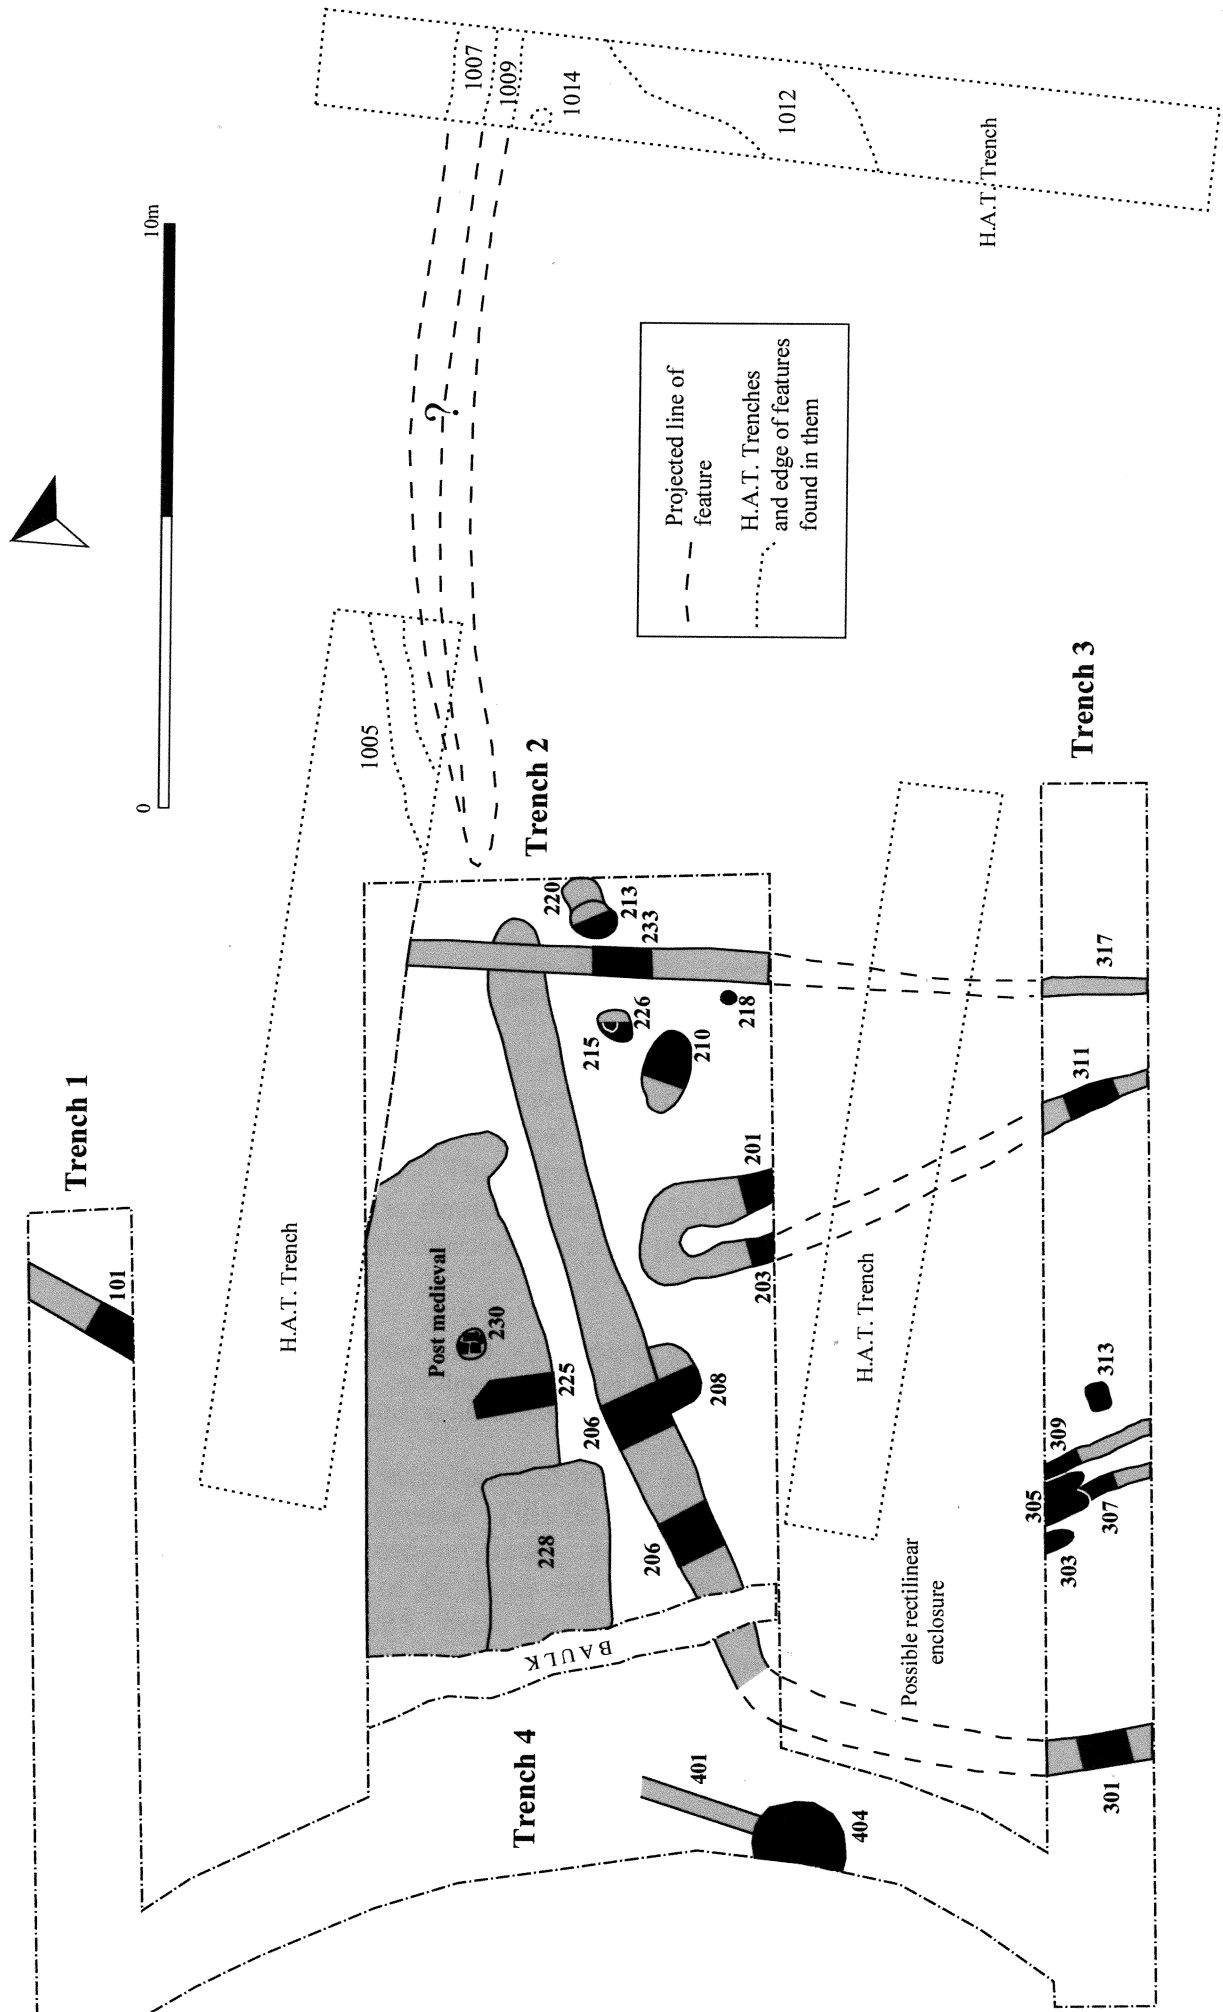 Trench 1
101
H.A.T. Trench
1005
1007
1009
1014
1012
H.A.T. Trench
0
10m
?
Projected line of
feature
H.A.T. Trenches
and edge of features
found in them
Trench 2
Post medieval
230
225
228
206
206
208
220
213
233
215
226
210
218
201
203
BAULK
Trench 4
401
404
H.A.T. Trench
Possible rectilinear
enclosure
Trench 3
301
303
305
307
309
313
311
317